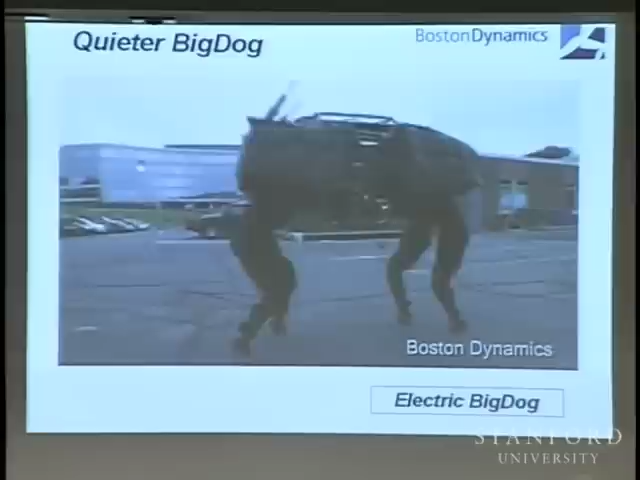 Quieter BigDog
BostonDynamics
Boston Dynamics
Electric BigDog
STANFORD
UNIVERSITY